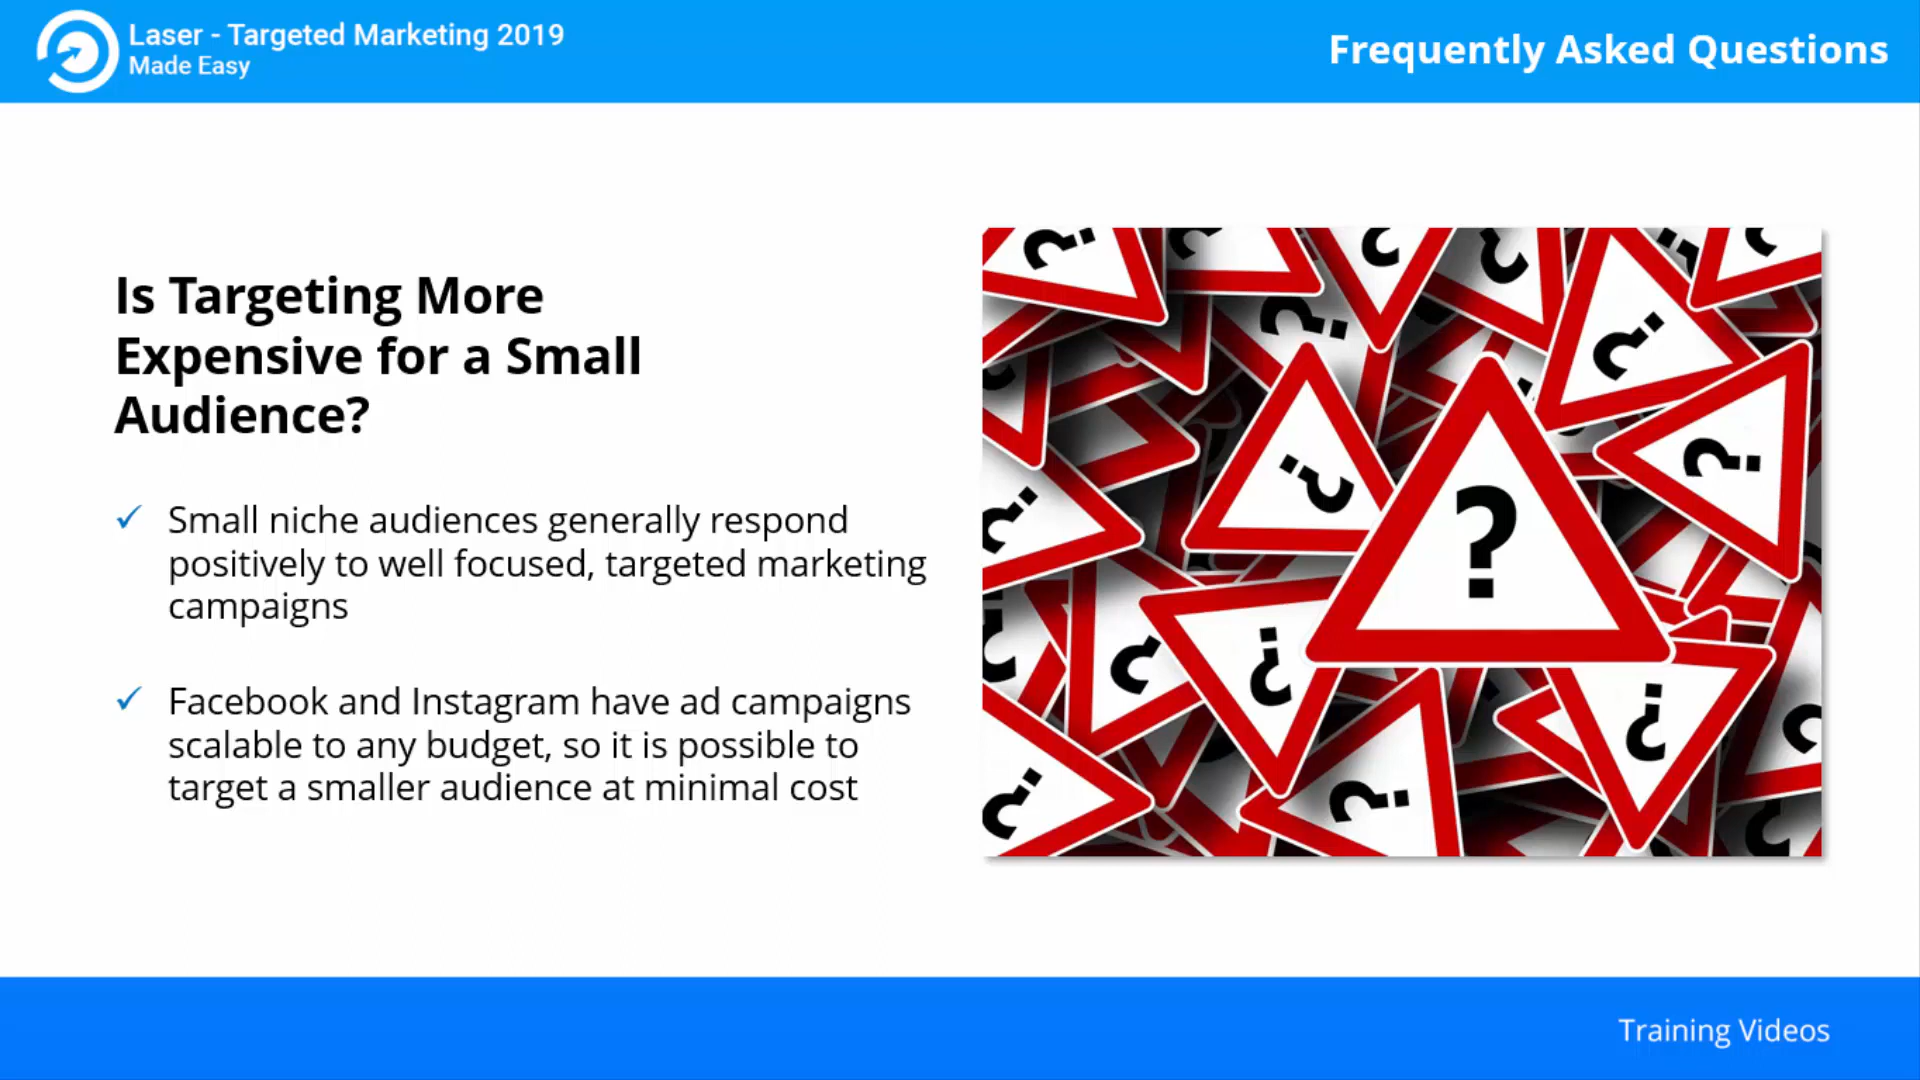 Laser - Targeted Marketing 2019
Made Easy
Frequently Asked Questions
Is Targeting More
Expensive for a Small
Audience?
Small niche audiences generally respond
positively to well focused, targeted marketing
campaigns
Facebook and Instagram have ad campaigns
scalable to any budget, so it is possible to
target a smaller audience at minimal cost
?
Training Videos